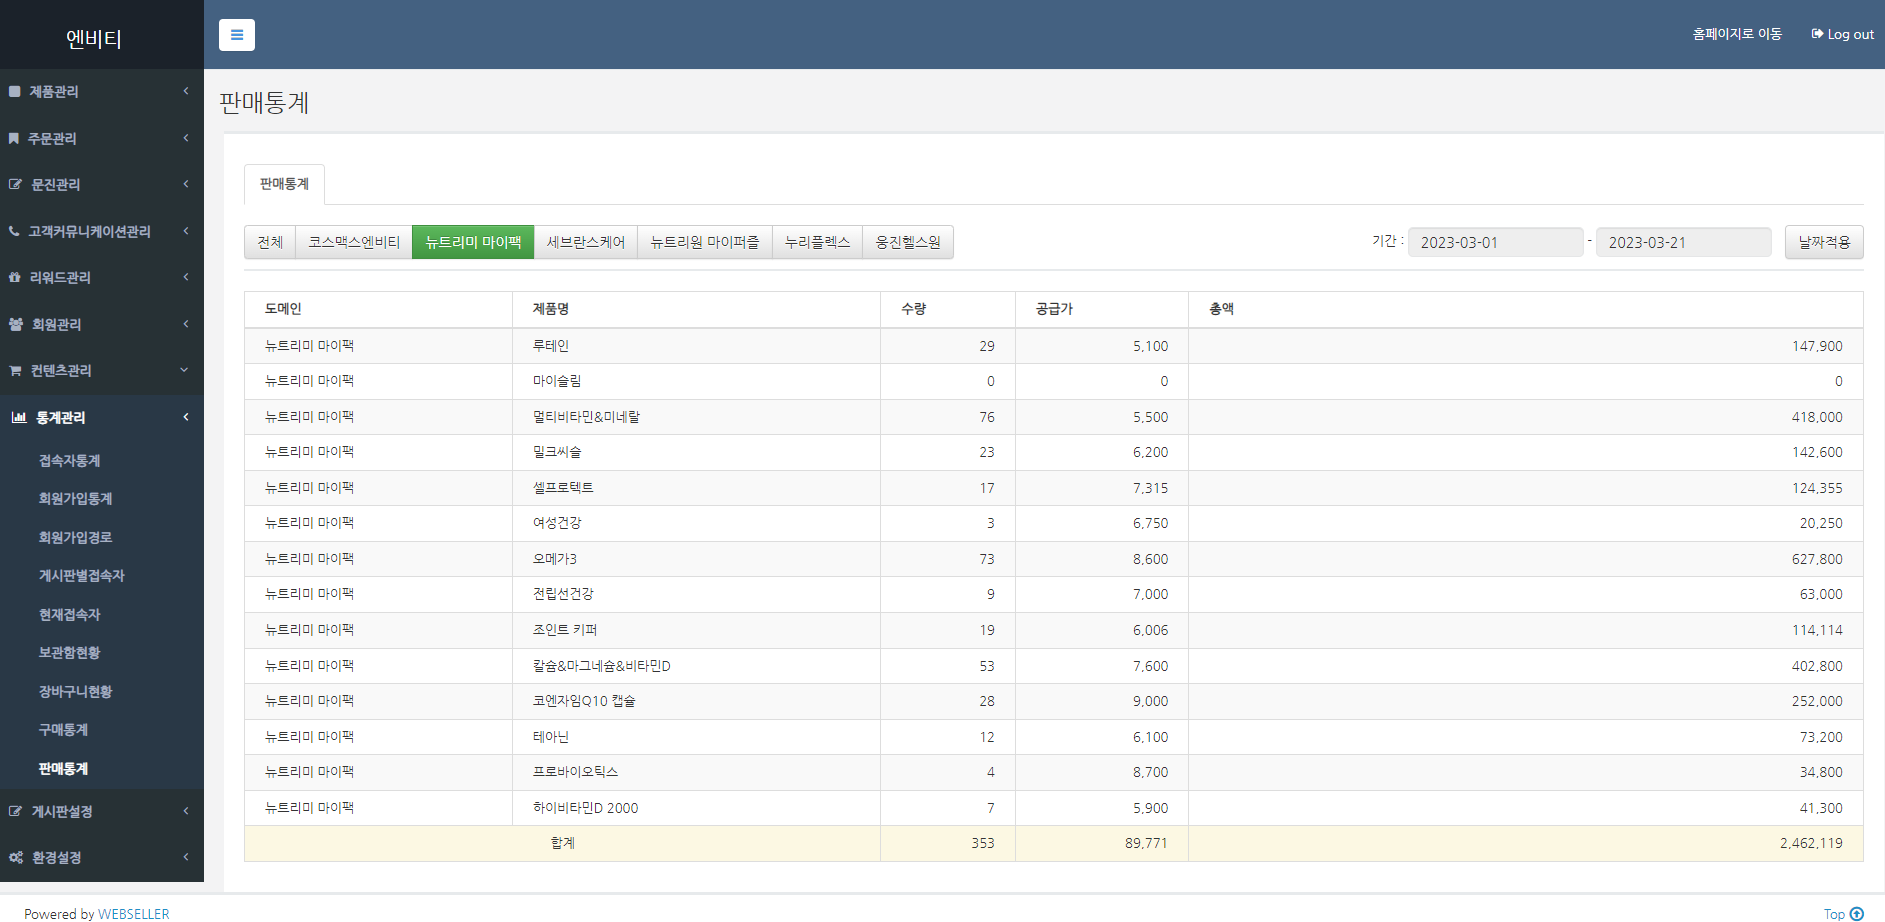 엔비티
홈페이지로 이동 Log out
제품관리
주문관리
문진관리
고객커뮤니케이션관리
리워드관리
회원관리
컨텐츠관리
통계관리
접속자통계
회원가입통계
회원가입경로
게시판별접속자
현재접속자
보관함현황
장바구니현황
구매통계
판매통계
게시판설정
환경설정
판매통계
판매통계
전체 코스맥스엔비티 뉴트리미 마이팩 세브란스케어 뉴트리원 마이퍼즐 누리플렉스 웅진헬스원 기간 : 2023-03-01 - 2023-03-21 날짜적용
도메인 제품명 수량 공급가 총액
뉴트리미 마이팩 루테인 29 5,100 147,900
뉴트리미 마이팩 마이슬림 0 0 0
뉴트리미 마이팩 멀티비타민&미네랄 76 5,500 418,000
뉴트리미 마이팩 밀크씨슬 23 6,200 142,600
뉴트리미 마이팩 셀프로텍트 17 7,315 124,355
뉴트리미 마이팩 여성건강 3 6,750 20,250
뉴트리미 마이팩 오메가3 73 8,600 627,800
뉴트리미 마이팩 전립선건강 9 7,000 63,000
뉴트리미 마이팩 조인트 키퍼 19 6,006 114,114
뉴트리미 마이팩 칼슘&마그네슘&비타민D 53 7,600 402,800
뉴트리미 마이팩 코엔자임Q10 캡슐 28 9,000 252,000
뉴트리미 마이팩 테아닌 12 6,100 73,200
뉴트리미 마이팩 프로바이오틱스 4 8,700 34,800
뉴트리미 마이팩 하이비타민D 2000 7 5,900 41,300
합계 353 89,771 2,462,119
Powered by WEBSELLER Top